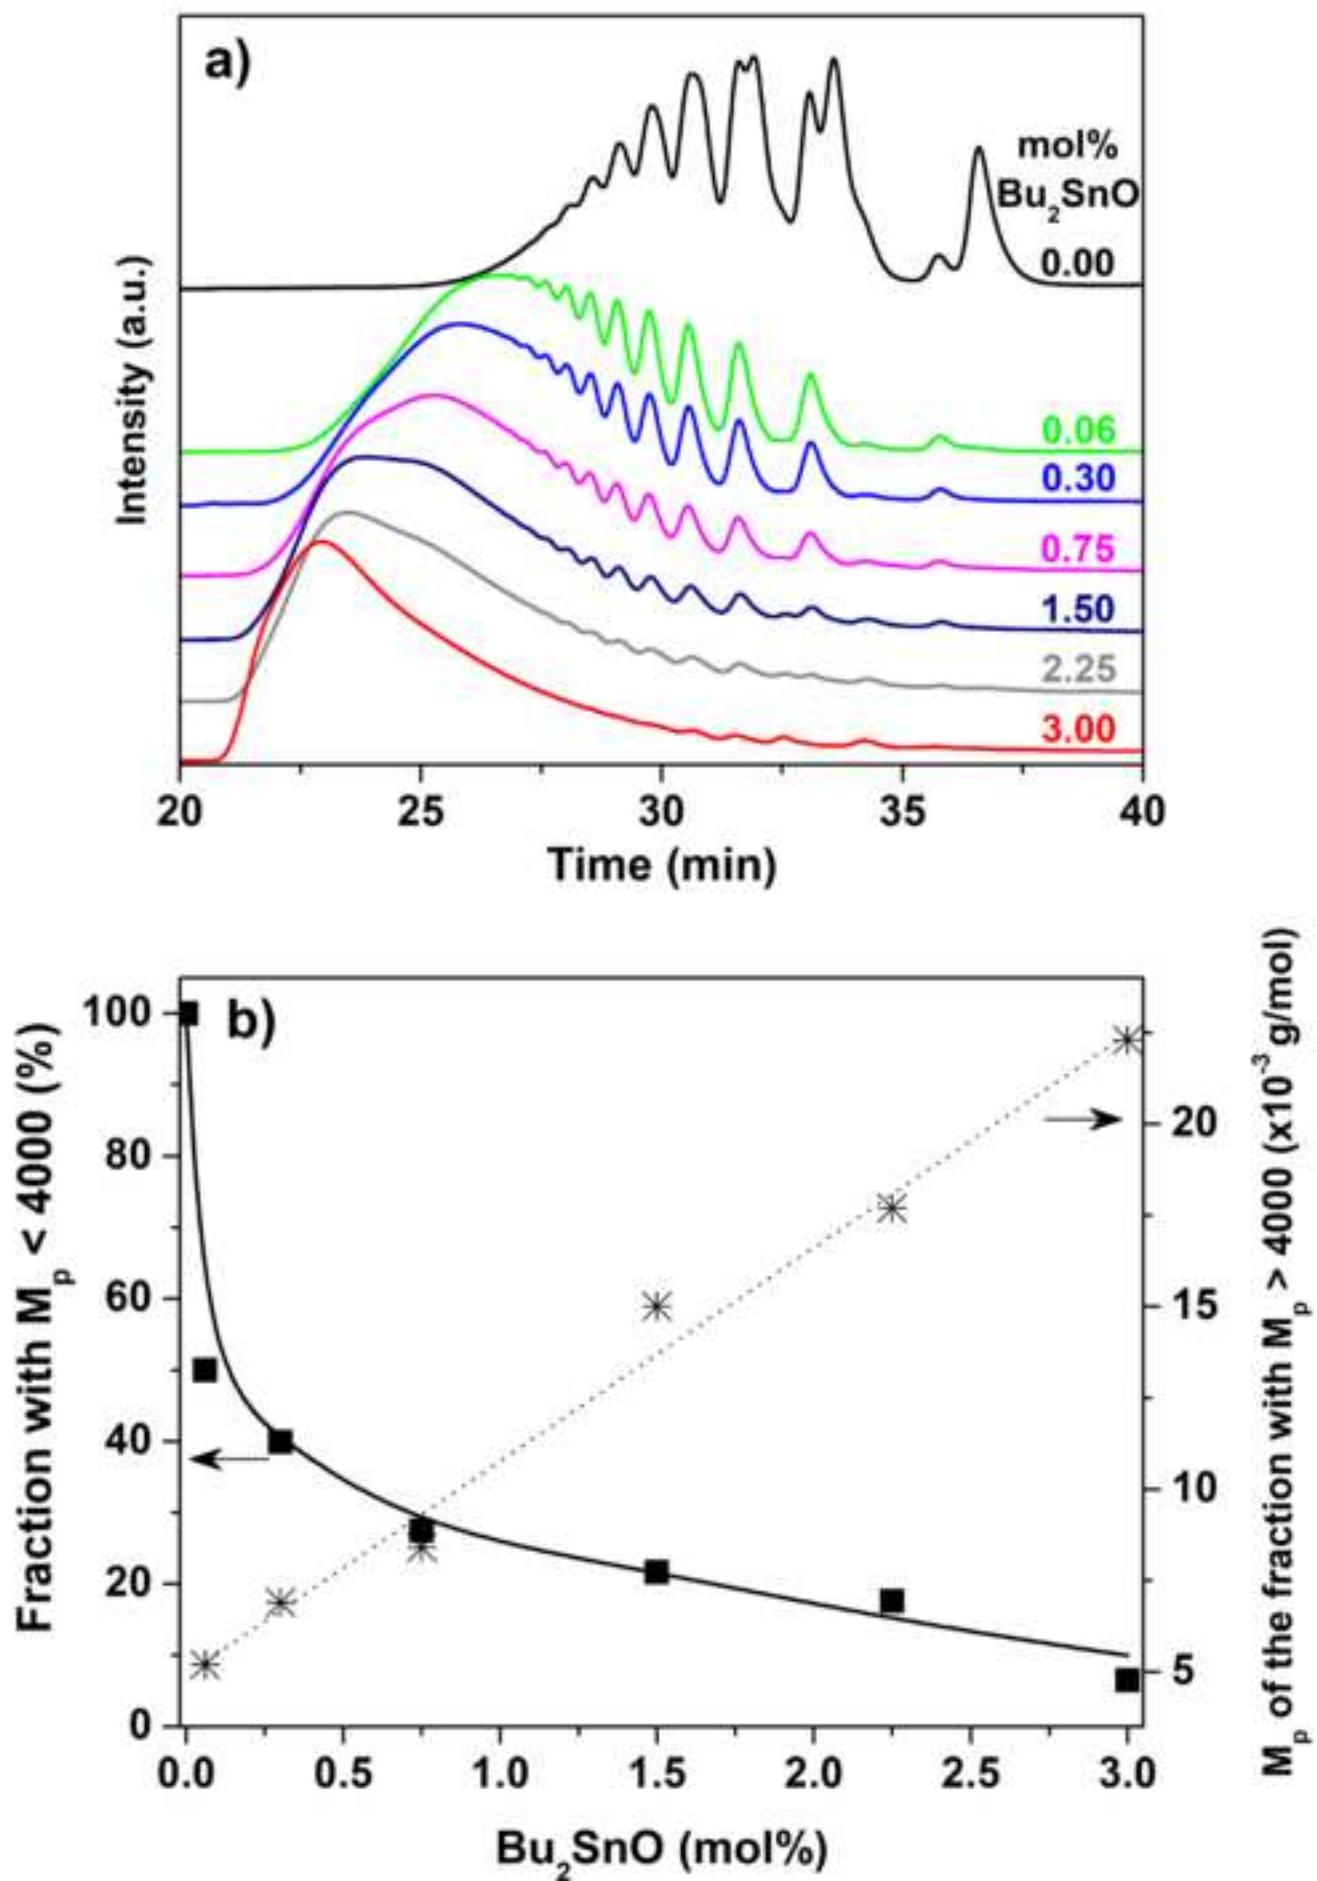 a)
mol%
Bu₂SnO
0.00
0.06
0.30
0.75
1.50
2.25
3.00
Intensity (a.u.)
20 25 30 35 40
Time (min)
b)
100
80
60
40
20
0
Fraction with Mₚ < 4000 (%)
20
15
10
5
Mₚ of the fraction with Mₚ > 4000 (x10⁻³ g/mol)
0.0 0.5 1.0 1.5 2.0 2.5 3.0
Bu₂SnO (mol%)